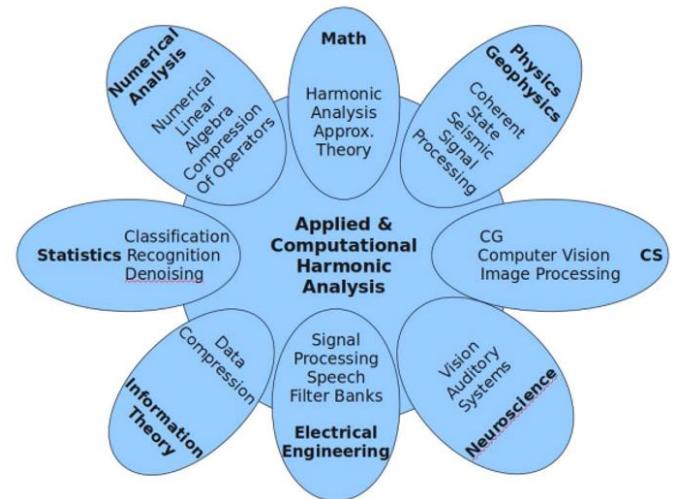 Math
Harmonic
Analysis
Approx.
Theory
Physics
Geophysics
Coherent
State
Seismic
Signal
Processing
CG
Computer Vision
Image Processing
CS
Vision
Auditory
Systems
Neuroscience
Signal
Processing
Speech
Filter Banks
Electrical
Engineering
Data
Compression
Information
Theory
Classification
Statistics Recognition
Denoising
Numerical
Analysis
Numerical
Linear
Algebra
Compression
Of Operators
Applied &
Computational
Harmonic
Analysis